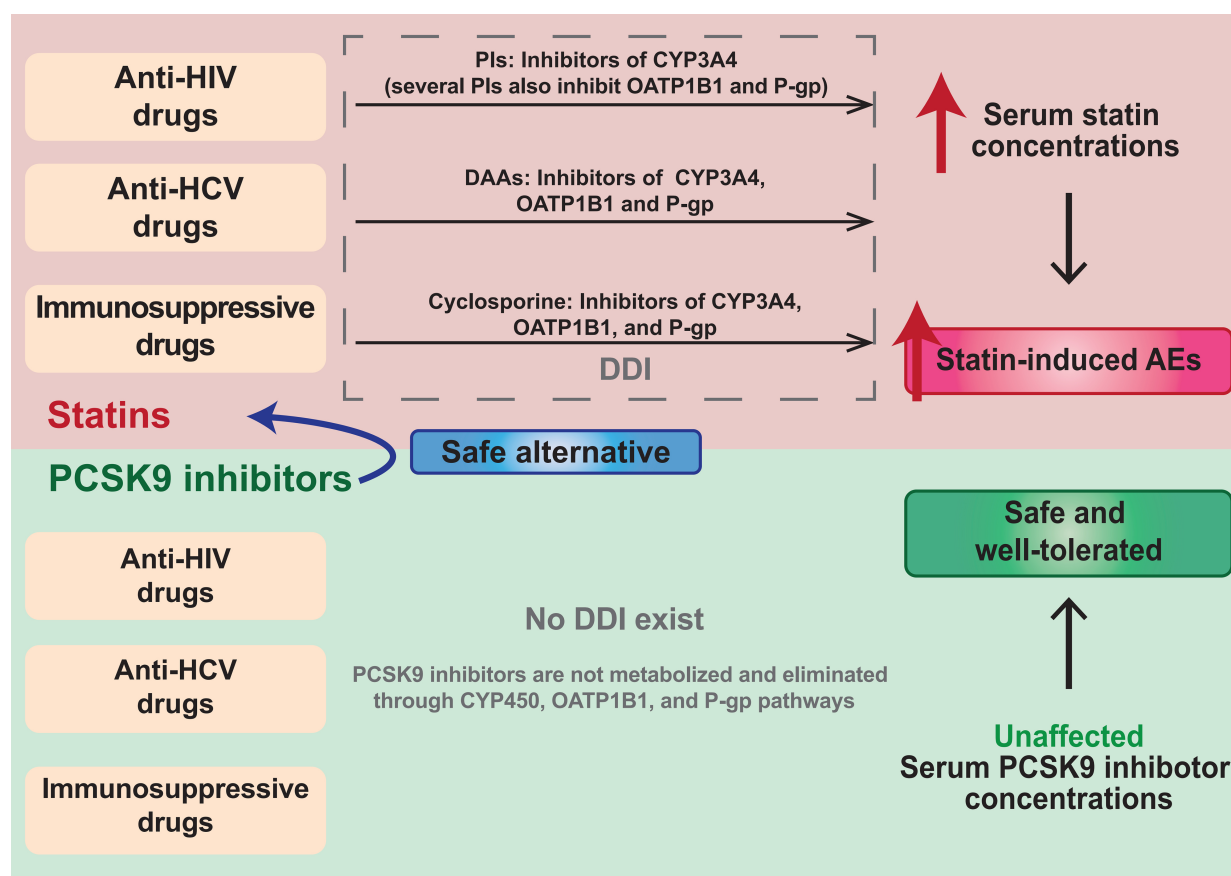 Anti-HIV
drugs
PIs: Inhibitors of CYP3A4
(several PIs also inhibit OATP1B1 and P-gp)
Serum statin
concentrations
Anti-HCV
drugs
DAAs: Inhibitors of CYP3A4,
OATP1B1 and P-gp
Immunosuppressive
drugs
Cyclosporine: Inhibitors of CYP3A4,
OATP1B1, and P-gp
DDI
Statin-induced AEs
Statins
Safe alternative
PCSK9 inhibitors
Safe and
well-tolerated
Anti-HIV
drugs
No DDI exist
Anti-HCV
drugs
PCSK9 inhibitors are not metabolized and eliminated
through CYP450, OATP1B1, and P-gp pathways
Unaffected
Serum PCSK9 inhibotor
concentrations
Immunosuppressive
drugs